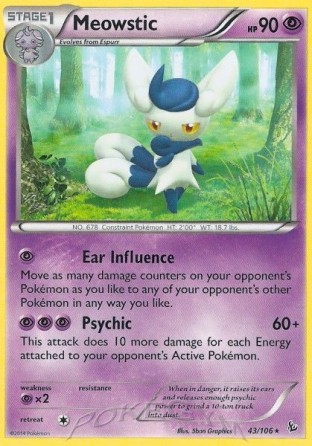 STAGE1 Meowstic HP90
Evolves from Espurr
NO. 678 Constraint Pokémon HT: 2'00" WT: 18.7 lbs.
Ear Influence
Move as many damage counters on your opponent's
Pokémon as you like to any of your opponent's other
Pokémon in any way you like.
Psychic 60+
This attack does 10 more damage for each Energy
attached to your opponent's Active Pokémon.
weakness resistance
×2
retreat
When in danger, it raises its ears
and releases enough psychic
power to grind a 10-ton truck
into dust.
Illus. 5ban Graphics 43/106 ★
©2014 Pokémon